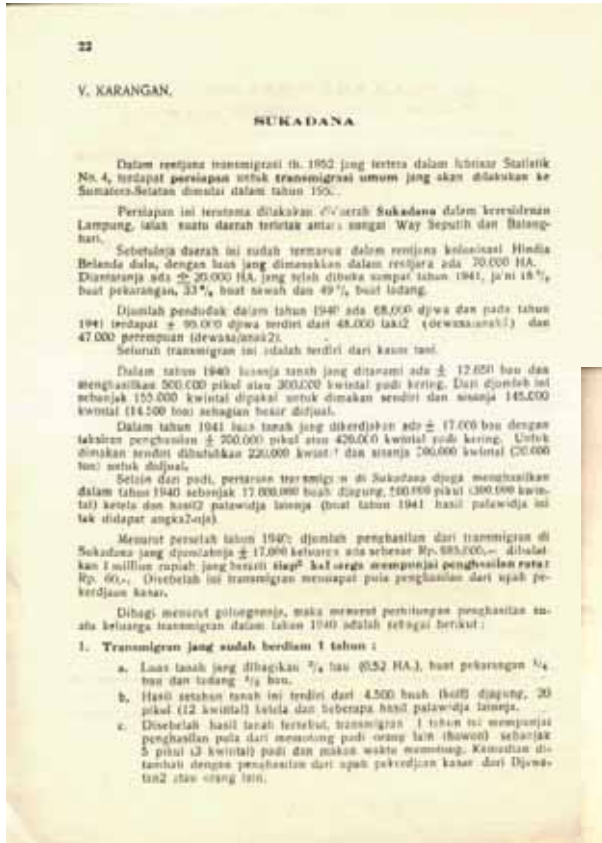 22
V. KARANGAN.
SUKADANA
Dalam rentjana transmigrasi th. 1952 jang tertera dalam lubrixar Statistik
No. 4, terdapat persiapan untuk transmigrasi umum jang akan dilakukan ke
Sumatera-Selatan dimulai dalam tahun 195
Persiapan ini terutama dilakukan daerah Sukadana dalam keresidenan
Lampung, ialah suatu daerah terletak antara sungai Way Seputih dan Batang-
hari.
Sebetulnja daerah ini sudah termasuk dalam rentjana kolonisasi Hindia
Belanda dulu, dengan luas jang dimasukkan dalam rentjana ada 70.000 HA.
Diantaranja ada ± 20.000 HA. jang telah dibuka sampai tahun 1941, ja'ni 18 %
buat pekarangan, 33 % buat sawah dan 49 % buat ladang.
Djumlah penduduk dalam tahun 1940 ada 68.000 djiwa dan pada tahun
1941 terdapat ± 95.000 djiwa terdiri dari 48.000 laki2 (dewasa/anak2) dan
47.000 perempuan (dewasa/anak2).
Seluruh transmigran ini adalah terdiri dari kaum tani.
Dalam tahun 1940 luasnja tanah jang ditanami ada ± 12.650 bau dan
menghasilkan 500.000 pikul atau 300.000 kwintal padi kering. Dari djumlah ini
sebanjak 155.000 kwintal dipakai untuk dimakan sendiri dan sisanja 145.000
kwintal (14.500 ton) sebagian besar didjual.
Dalam tahun 1941 luas tanah jang dikerdjakan ada ± 17.000 bau dengan
taksiran penghasilan ± 700.000 pikul atau 420.000 kwintal padi kering. Untuk
dimakan sendiri dibutuhkan 220.000 kwintal dan sisanja 200.000 kwintal (20.000
ton) untuk didjual.
Selain dari padi, pertanian transmigran di Sukadana djuga menghasilkan
dalam tahun 1940 sebanjak 17.000.000 buah djagung, 500.000 pikul (300.000 kwin-
tal) ketela dan hasil2 palawidja lainnja (buat tahun 1941 hasil palawidja ini
tak didapat angka2-nja).
Menurut perselah tahun 1940: djumlah penghasilan dari transmigran di
Sukadana jang djumlahnja ± 17.000 keluarga ada sebesar Rp. dibulat-
kan 1 milliun rupiah jang berarti tiap2 keluarga mempunjai penghasilan rata2
Rp. 60,-. Disebelah ini transmigran mendapat pula penghasilan dari upah pe-
kerdjaan kasar.
Dibagi menurut golongannja, maka menurut perhitungan penghasilan su-
atu keluarga transmigran dalam tahun 1940 adalah sebagai berikut :
1. Transmigran jang sudah berdiam 1 tahun :
a. Luas tanah jang dibagikan 3/4 bau (0.52 HA.), buat pekarangan 1/4
bau dan ladang bau.
b. Hasil setahun tanah ini terdiri dari 4.500 buah (kolf) djagung, 20
pikul (12 kwintal) ketela dan beberapa hasil palawidja lainnja.
c. Disebelah hasil tanah tersebut, transmigran 1 tahun ini mempunjai
penghasilan pula dari memotong padi orang lain (bawon) sebanjak
5 pikul (3 kwintal) padi dan makan waktu memotong. Kemudian di-
tambah dengan penghasilan dari upah pekerdjaan kasar dari Djawa-
tan2 atau orang lain.